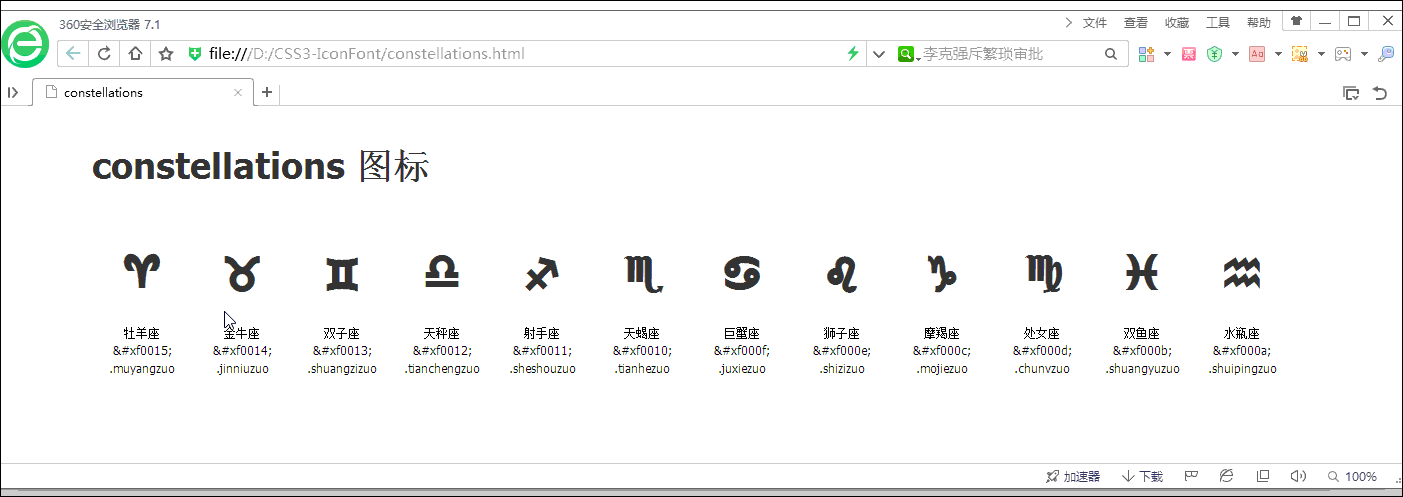 360安全浏览器 7.1
文件 查看 收藏 工具 帮助
file:///D:/CSS3-IconFont/constellations.html
李克强斥繁琐审批
constellations
constellations 图标
牡羊座 金牛座 双子座 天秤座 射手座 天蝎座 巨蟹座 狮子座 摩羯座 处女座 双鱼座 水瓶座
&#xf0015; &#xf0014; &#xf0013; &#xf0012; &#xf0011; &#xf0010; &#xf000f; &#xf000e; &#xf000c; &#xf000d; &#xf000b; &#xf000a;
.muyangzuo .jinniuzuo .shuangzizuo .tianchengzuo .sheshouzuo .tianhezuo .juxiezuo .shizizuo .mojiezuo .chunvzuo .shuangyuzuo .shuipingzuo
加速器 下载 100%